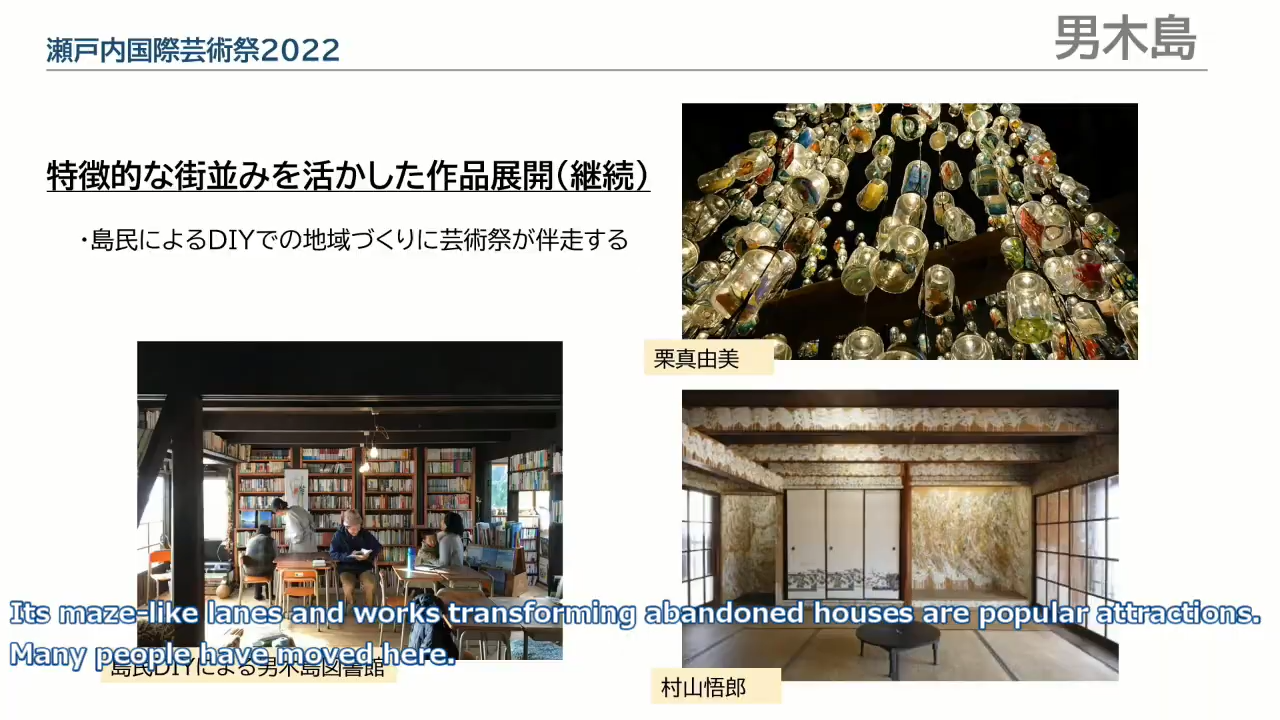 瀬戸内国際芸術祭2022
男木島
特徴的な街並みを活かした作品展開(継続)
・島民によるDIYでの地域づくりに芸術祭が伴走する
栗真由美
島民DIYによる男木島図書館
村山悟郎
Its maze-like lanes and works transforming abandoned houses are popular attractions.
Many people have moved here.